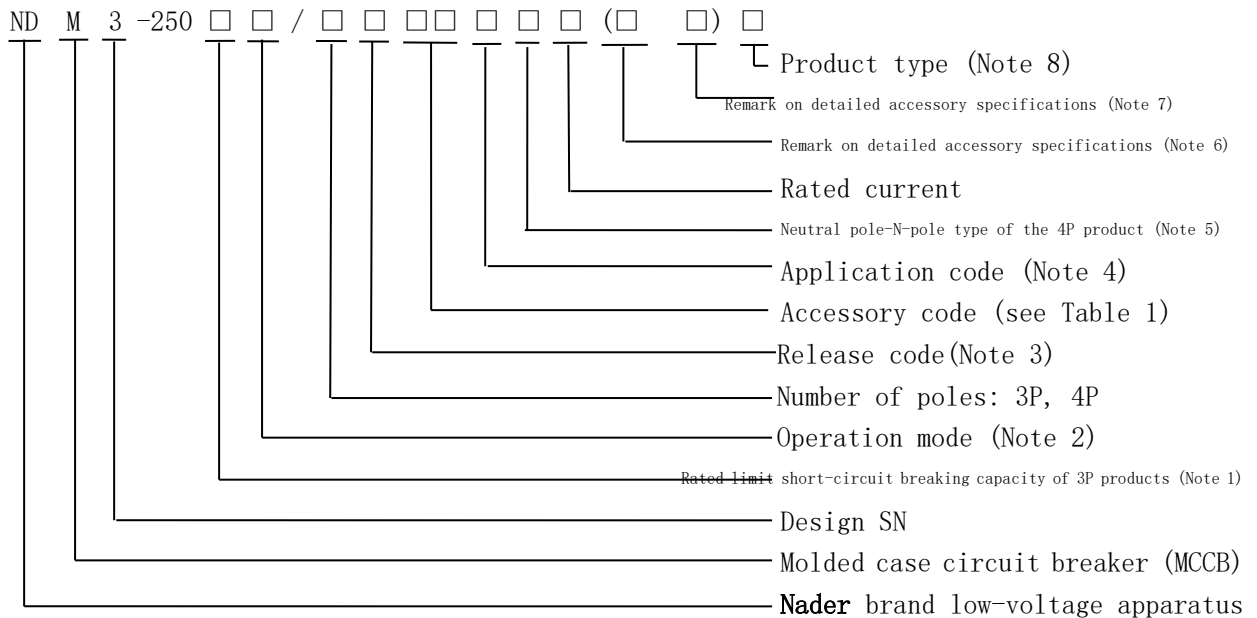 ND M 3 -250 □ □ / □ □ □□ □ □ □ (□ □) □
Product type (Note 8)
Remark on detailed accessory specifications (Note 7)
Remark on detailed accessory specifications (Note 6)
Rated current
Neutral pole-N-pole type of the 4P product (Note 5)
Application code (Note 4)
Accessory code (see Table 1)
Release code(Note 3)
Number of poles: 3P, 4P
Operation mode (Note 2)
Rated limit short-circuit breaking capacity of 3P products (Note 1)
Design SN
Molded case circuit breaker (MCCB)
Nader brand low-voltage apparatus